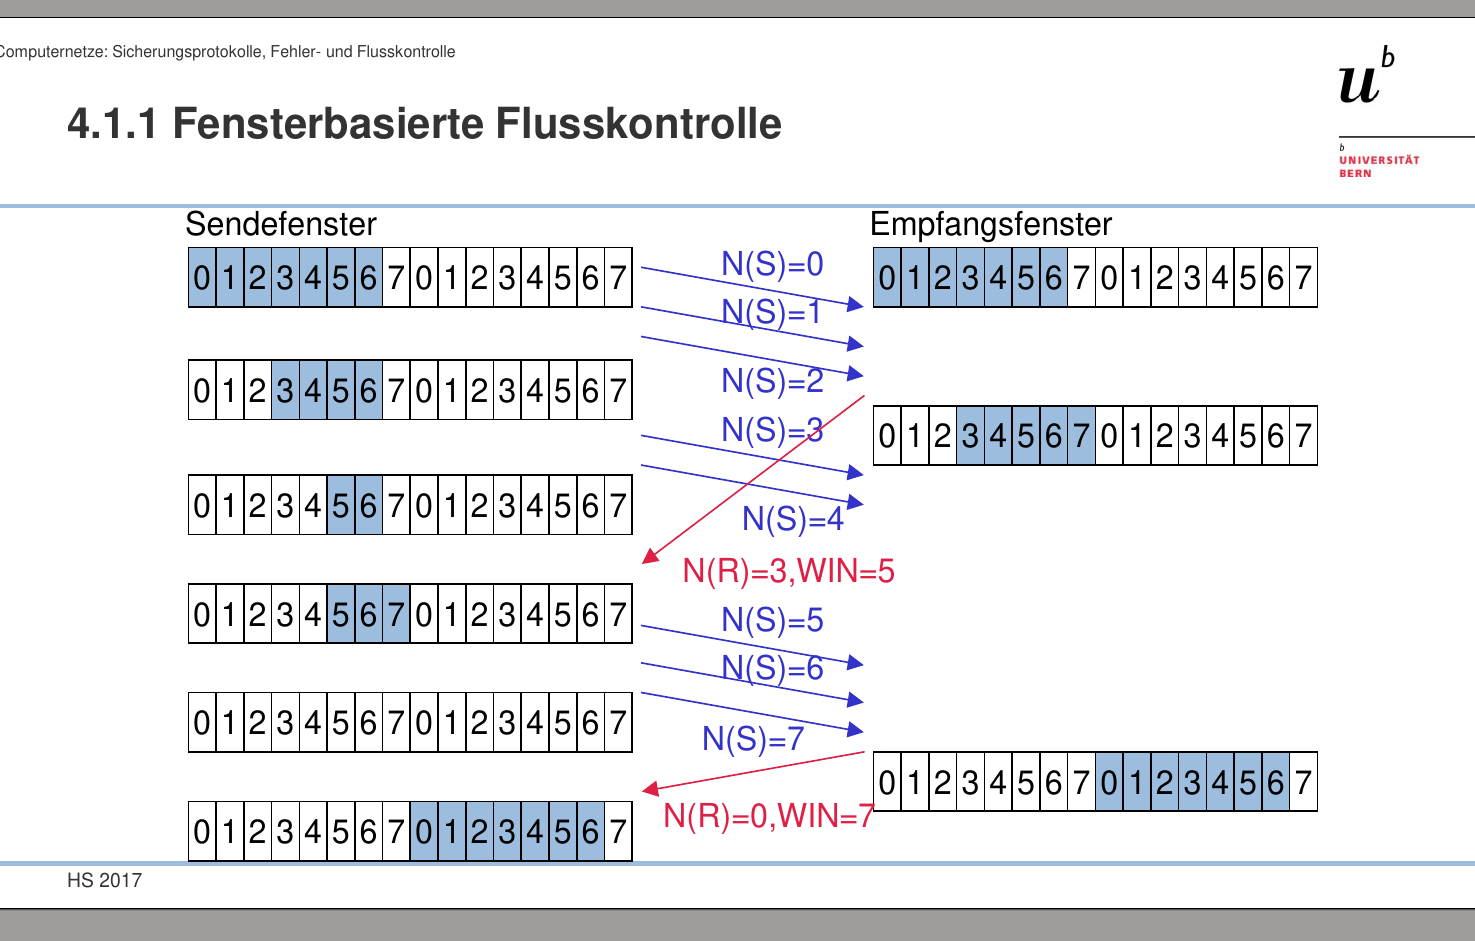 Computernetze: Sicherungsprotokolle, Fehler- und Flusskontrolle
u b
4.1.1 Fensterbasierte Flusskontrolle
b
UNIVERSITÄT
BERN
Sendefenster
Empfangsfenster
0 1 2 3 4 5 6 7 0 1 2 3 4 5 6 7
N(S)=0
0 1 2 3 4 5 6 7 0 1 2 3 4 5 6 7
N(S)=1
0 1 2 3 4 5 6 7 0 1 2 3 4 5 6 7
N(S)=2
N(S)=3
0 1 2 3 4 5 6 7 0 1 2 3 4 5 6 7
0 1 2 3 4 5 6 7 0 1 2 3 4 5 6 7
N(S)=4
N(R)=3,WIN=5
0 1 2 3 4 5 6 7 0 1 2 3 4 5 6 7
N(S)=5
N(S)=6
0 1 2 3 4 5 6 7 0 1 2 3 4 5 6 7
N(S)=7
0 1 2 3 4 5 6 7 0 1 2 3 4 5 6 7
N(R)=0,WIN=7
0 1 2 3 4 5 6 7 0 1 2 3 4 5 6 7
HS 2017